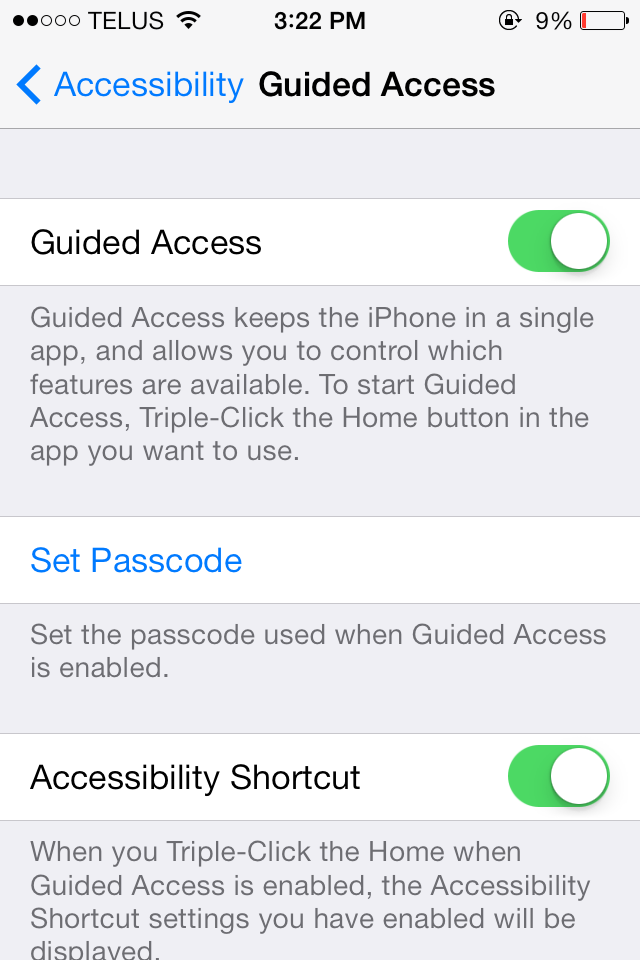 TELUS 3:22 PM 9%
Accessibility Guided Access
Guided Access
Guided Access keeps the iPhone in a single
app, and allows you to control which
features are available. To start Guided
Access, Triple-Click the Home button in the
app you want to use.
Set Passcode
Set the passcode used when Guided Access
is enabled.
Accessibility Shortcut
When you Triple-Click the Home when
Guided Access is enabled, the Accessibility
Shortcut settings you have enabled will be
displayed.